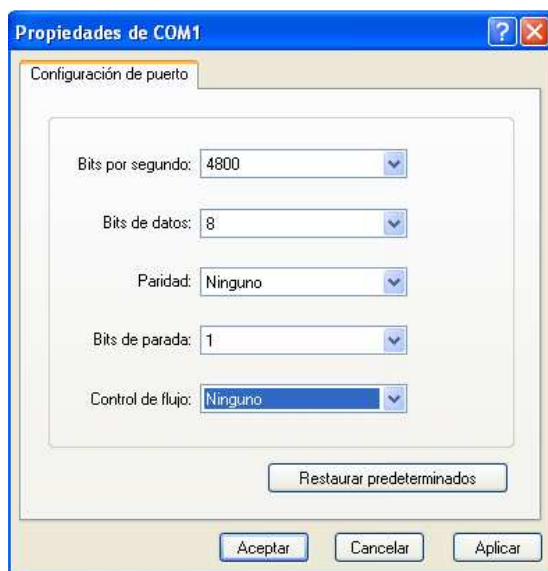 Propiedades de COM1
?
Configuración de puerto
Bits por segundo: 4800
Bits de datos: 8
Paridad: Ninguno
Bits de parada: 1
Control de flujo: Ninguno
Restaurar predeterminados
Aceptar Cancelar Aplicar